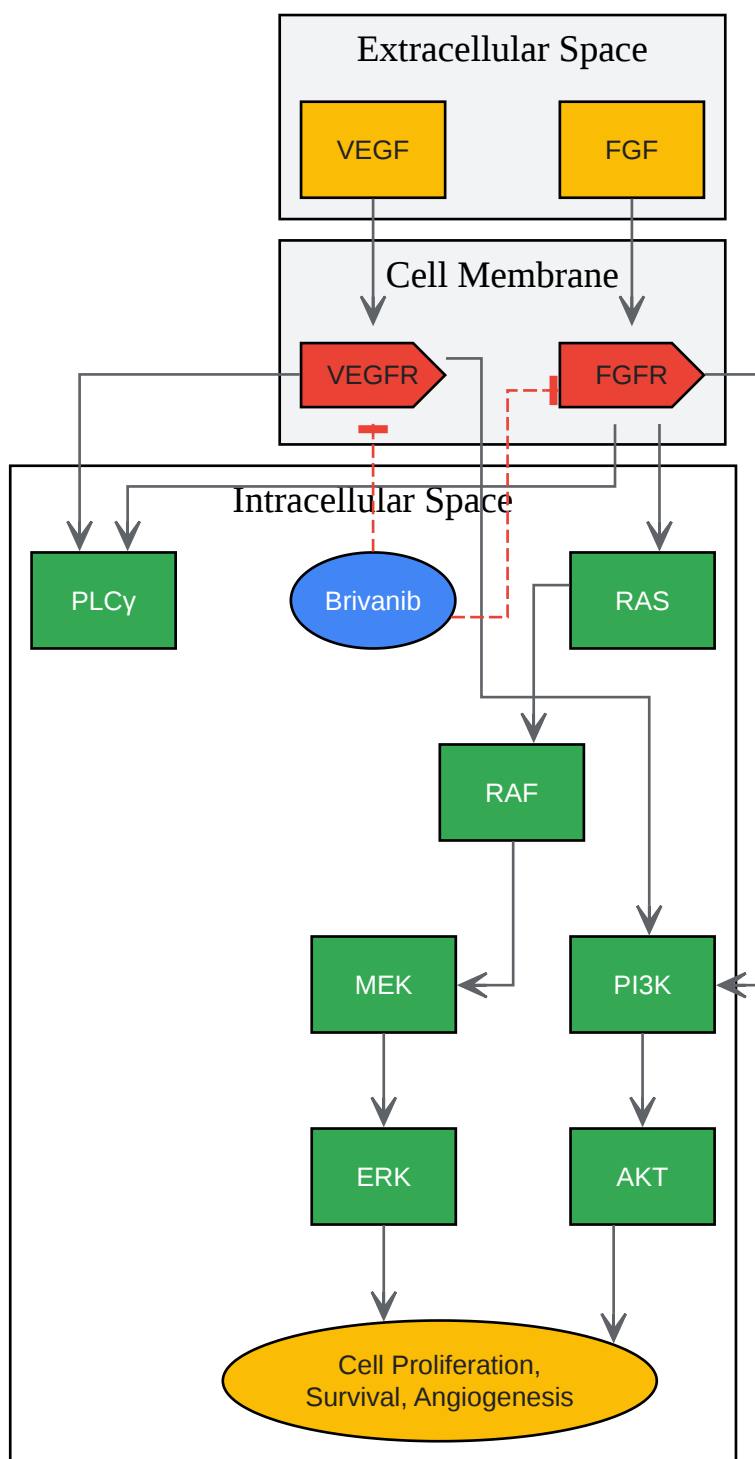 Extracellular Space
VEGF
FGF
Cell Membrane
VEGFR
FGFR
Intracellular Space
PLCγ
Brivanib
RAS
RAF
MEK
PI3K
ERK
AKT
Cell Proliferation,
Survival, Angiogenesis